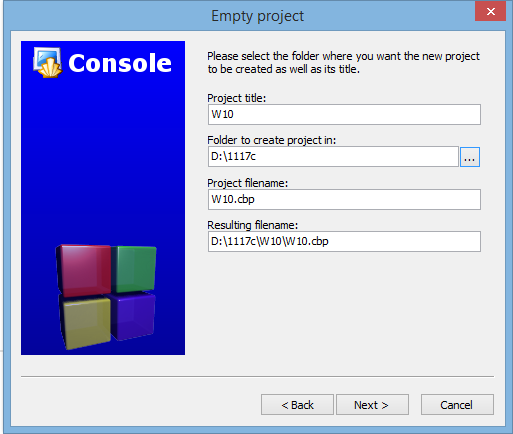 Empty project
Console
Please select the folder where you want the new project
to be created as well as its title.
Project title:
W10
Folder to create project in:
D:\1117c
...
Project filename:
W10.cbp
Resulting filename:
D:\1117c\W10\W10.cbp
< Back
Next >
Cancel